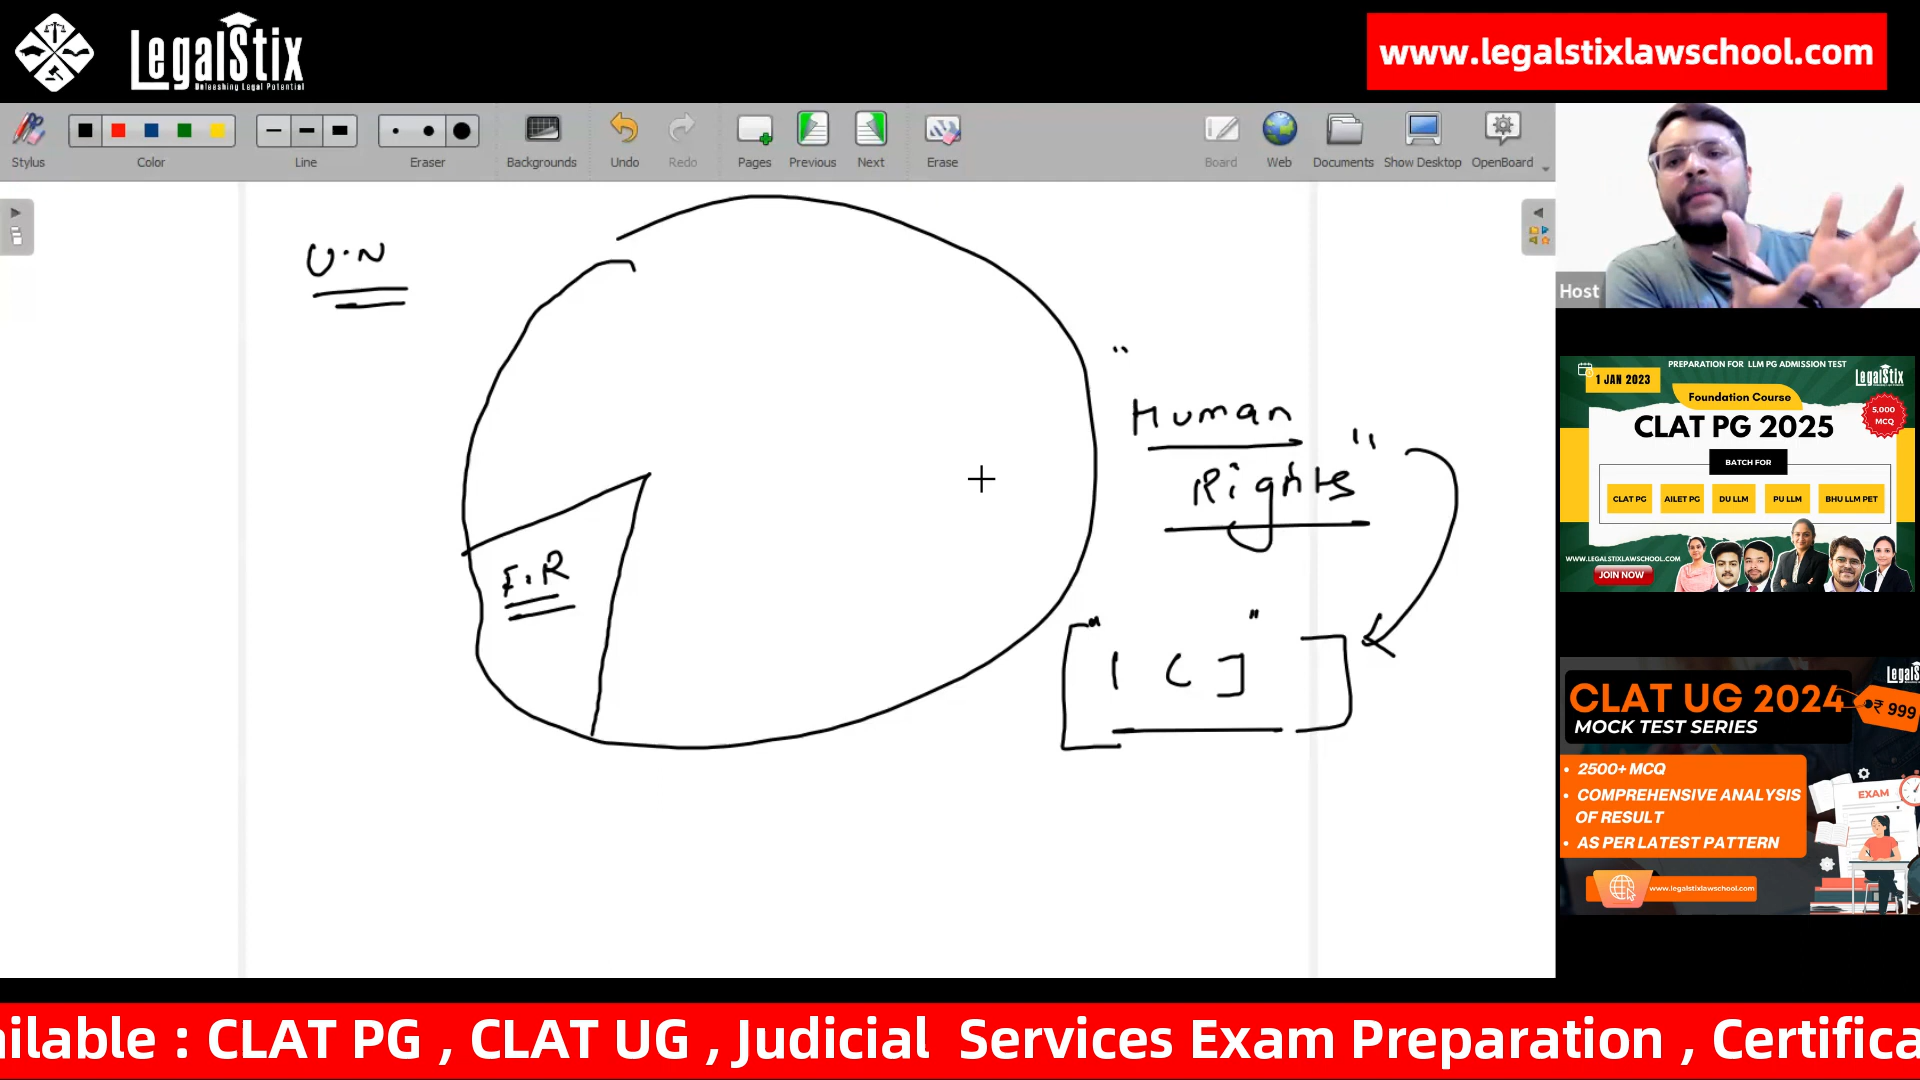 LegalStix
Unleashing Legal Potential
www.legalstixlawschool.com
Stylus
Color
Line
Eraser
Backgrounds
Undo
Redo
Pages
Previous
Next
Erase
Board
Web
Documents
Show Desktop
OpenBoard
Host
U.N
"Human
Rights"
F.R
"ICJ"
1 JAN 2023
PREPARATION FOR LLM PG ADMISSION TEST
LegalStix
Foundation Course
5,000
MCQ
CLAT PG 2025
BATCH FOR
CLAT PG
AILET PG
DU LLM
PU LLM
BHU LLM PET
WWW.LEGALSTIXLAWSCHOOL.COM
JOIN NOW
LegalS
CLAT UG 2024
₹ 999
MOCK TEST SERIES
• 2500+ MCQ
• COMPREHENSIVE ANALYSIS
OF RESULT
• AS PER LATEST PATTERN
EXAM
www.legalstixlawschool.com
ilable : CLAT PG , CLAT UG , Judicial Services Exam Preparation , Certifica